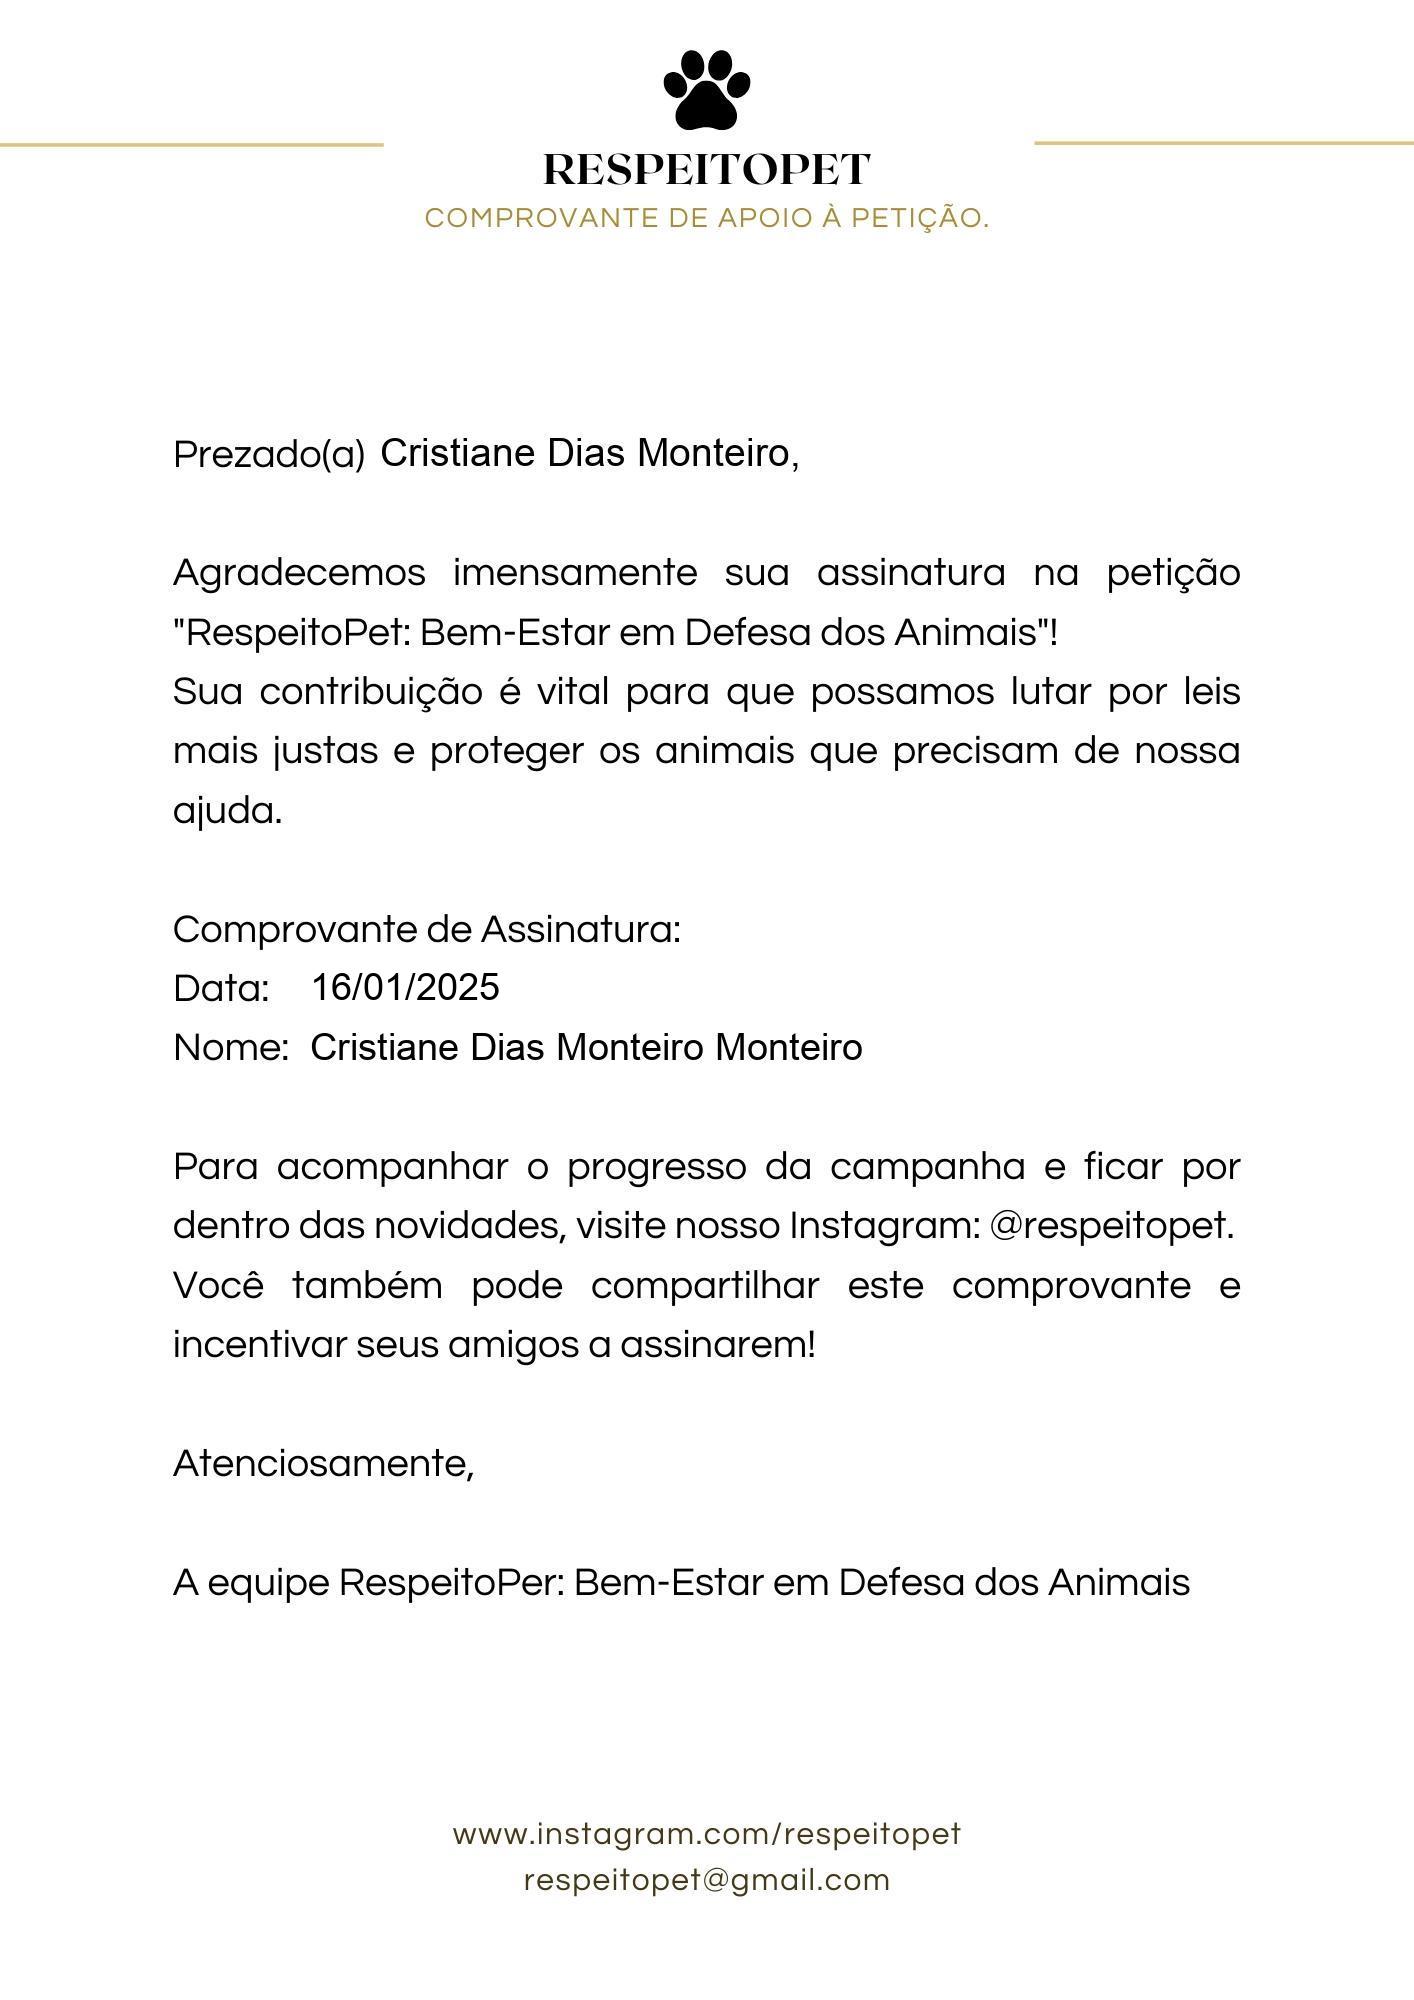 RESPEITOPET
COMPROVANTE DE APOIO À PETIÇÃO.
Prezado(a) Cristiane Dias Monteiro,
Agradecemos imensamente sua assinatura na petição
"RespeitoPet: Bem-Estar em Defesa dos Animais"!
Sua contribuição é vital para que possamos lutar por leis
mais justas e proteger os animais que precisam de nossa
ajuda.
Comprovante de Assinatura:
Data: 16/01/2025
Nome: Cristiane Dias Monteiro Monteiro
Para acompanhar o progresso da campanha e ficar por
dentro das novidades, visite nosso Instagram: @respeitopet.
Você também pode compartilhar este comprovante e
incentivar seus amigos a assinarem!
Atenciosamente,
A equipe RespeitoPer: Bem-Estar em Defesa dos Animais
www.instagram.com/respeitopet
respeitopet@gmail.com